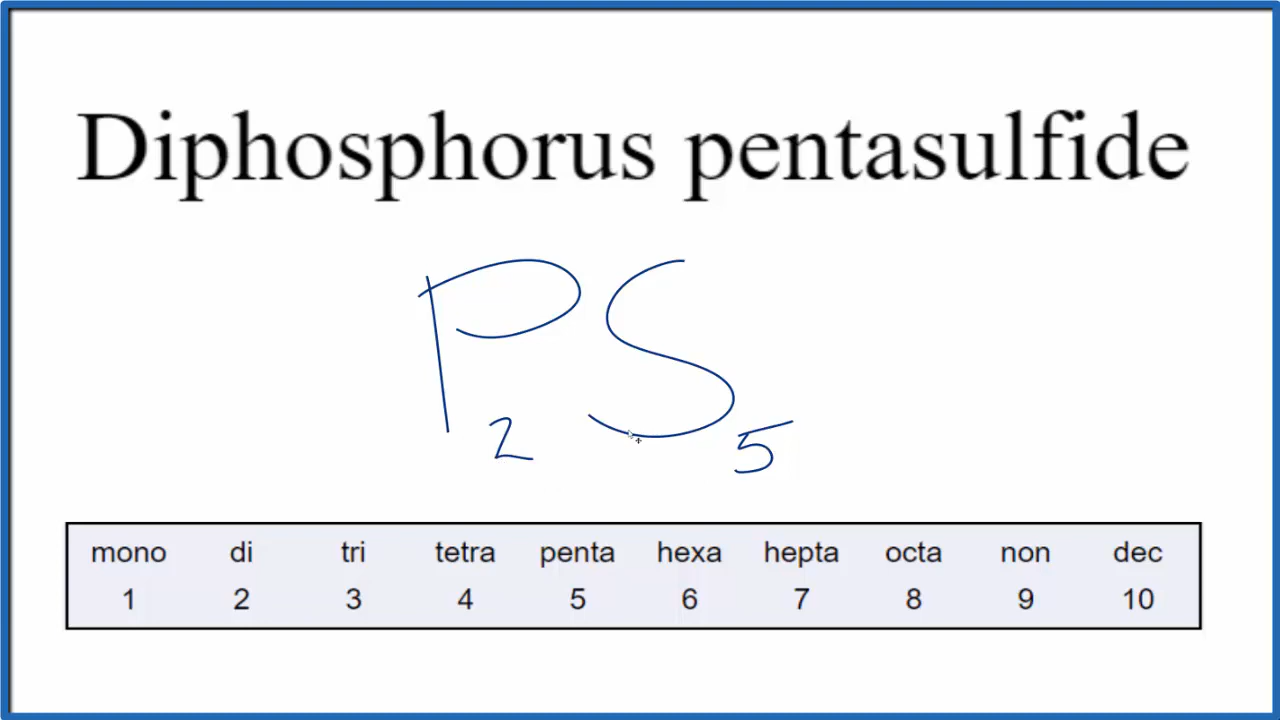 Diphosphorus pentasulfide
P2S5
mono di tri tetra penta hexa hepta octa non dec
1 2 3 4 5 6 7 8 9 10